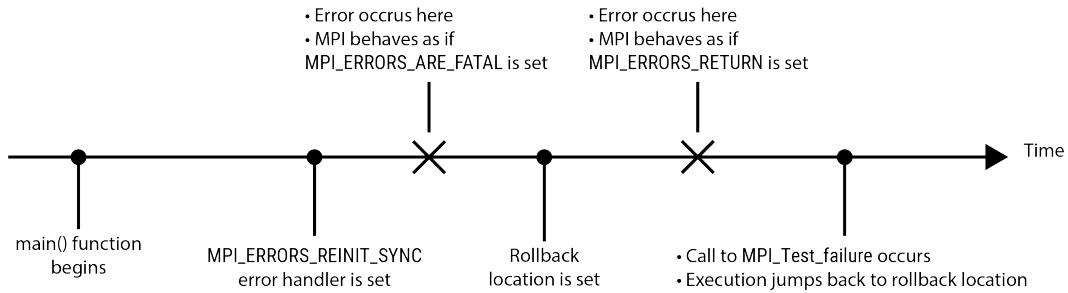 • Error occrus here
• MPI behaves as if
MPI_ERRORS_ARE_FATAL is set
• Error occrus here
• MPI behaves as if
MPI_ERRORS_RETURN is set
Time
main() function
begins
MPI_ERRORS_REINIT_SYNC
error handler is set
Rollback
location is set
• Call to MPI_Test_failure occurs
• Execution jumps back to rollback location